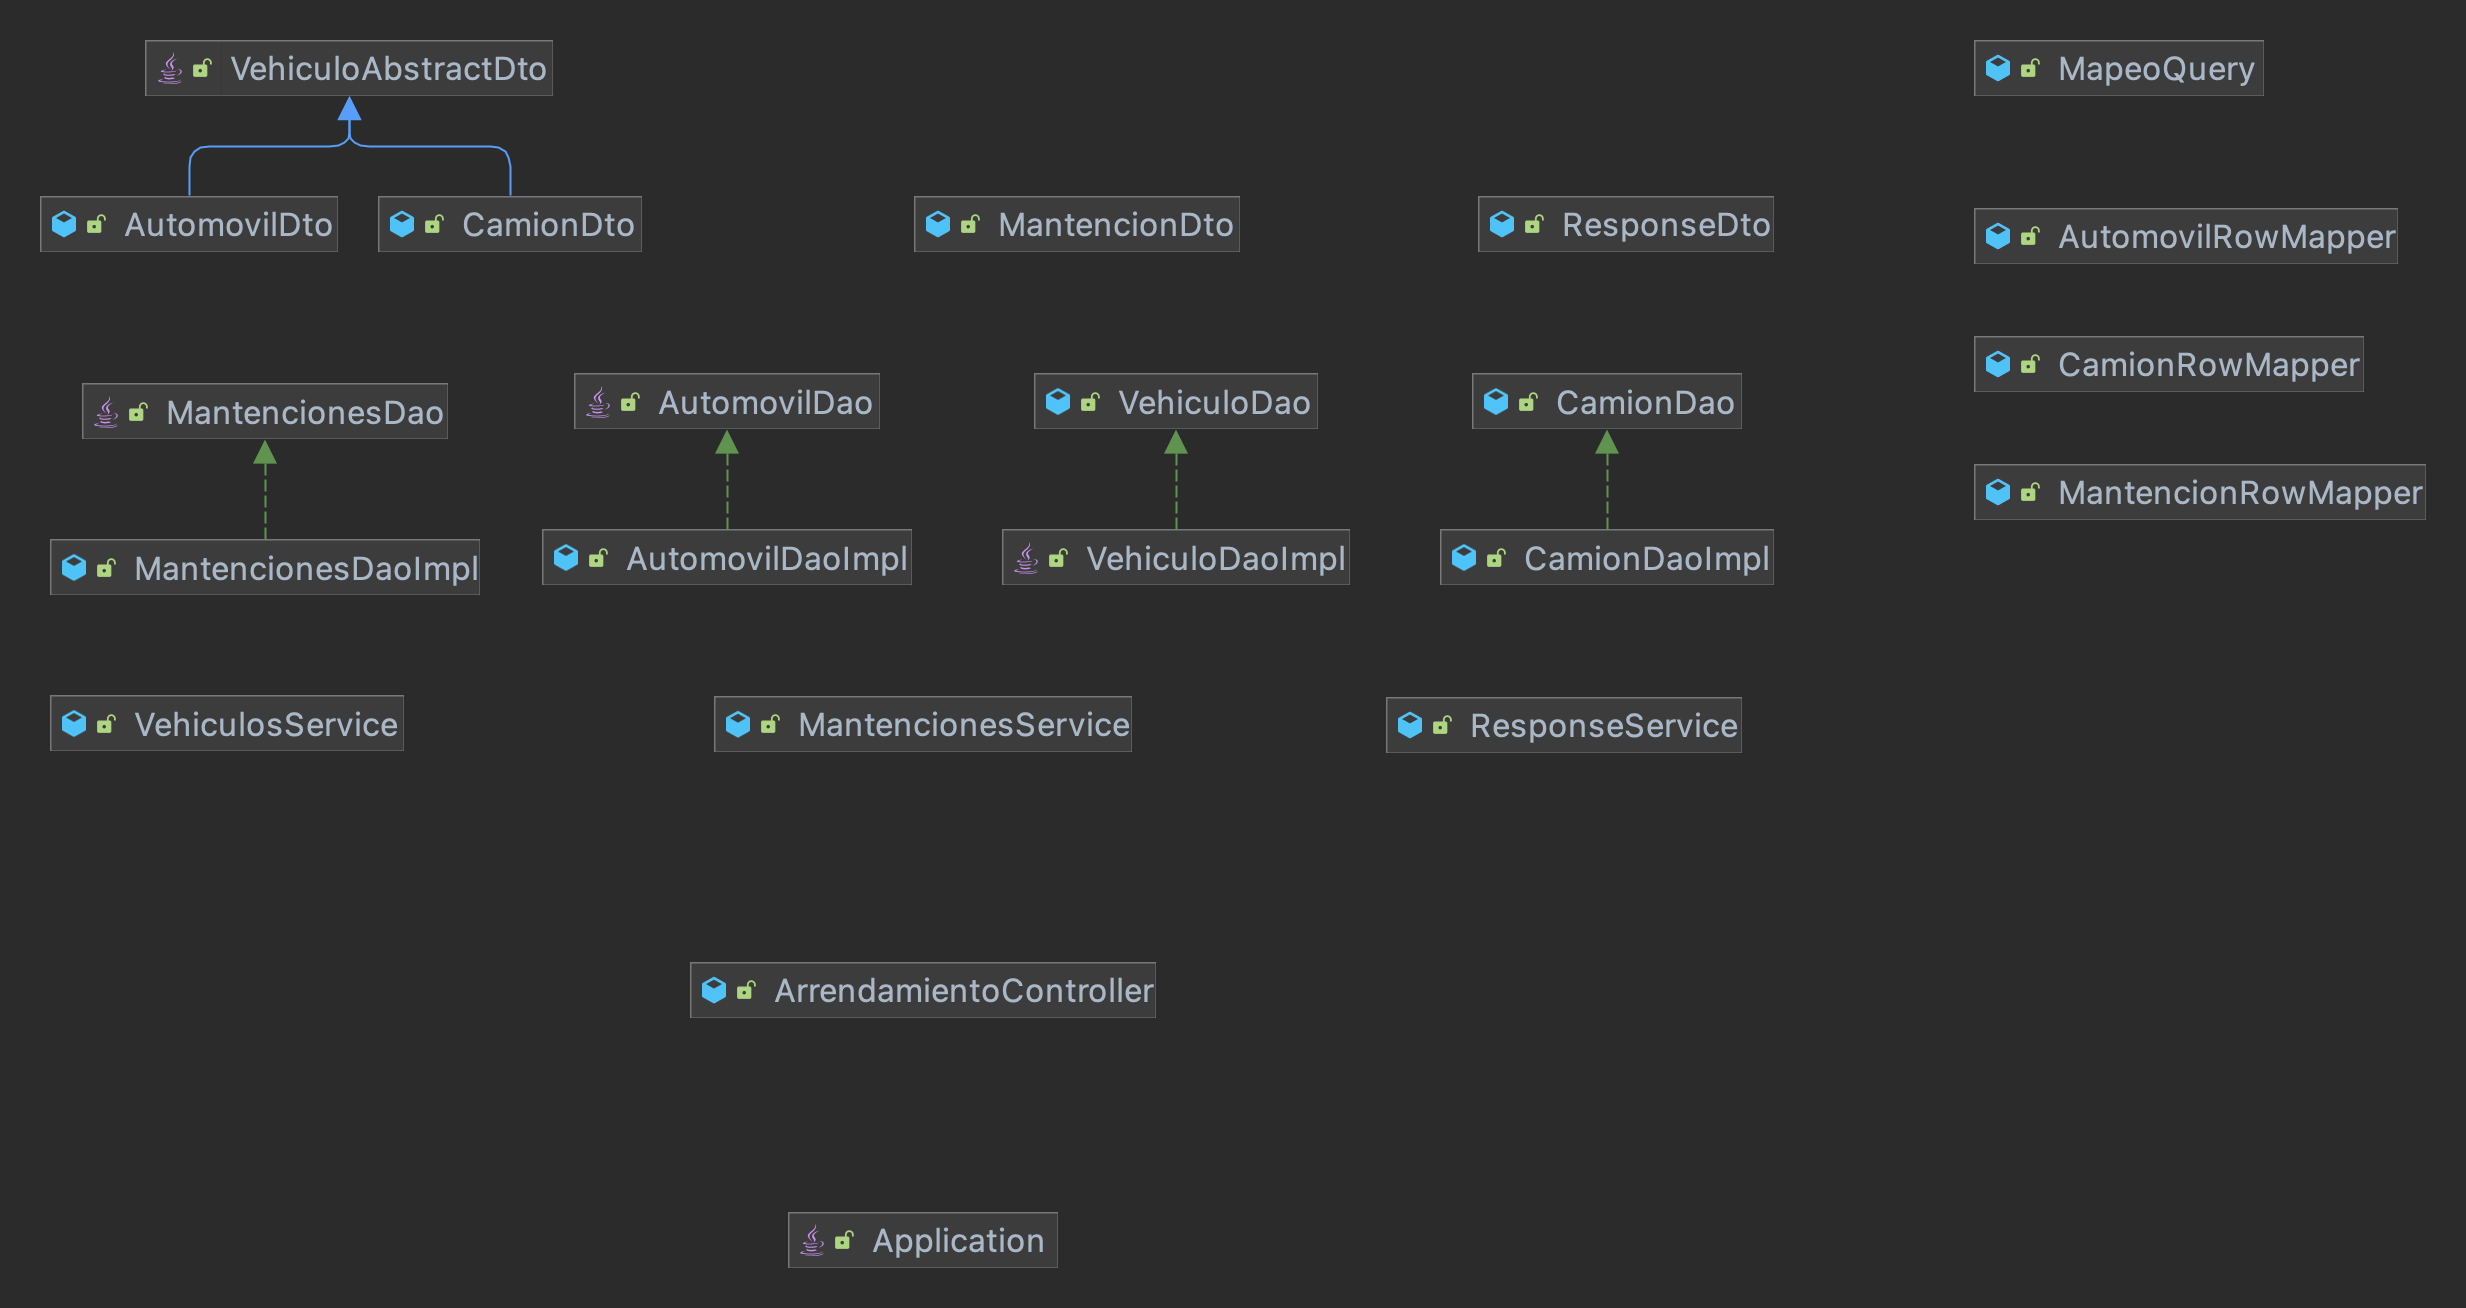 VehiculoAbstractDto
MapeoQuery
AutomovilDto
CamionDto
MantencionDto
ResponseDto
AutomovilRowMapper
CamionRowMapper
MantencionesDao
AutomovilDao
VehiculoDao
CamionDao
MantencionRowMapper
MantencionesDaoImpl
AutomovilDaoImpl
VehiculoDaoImpl
CamionDaoImpl
VehiculosService
MantencionesService
ResponseService
ArrendamientoController
Application